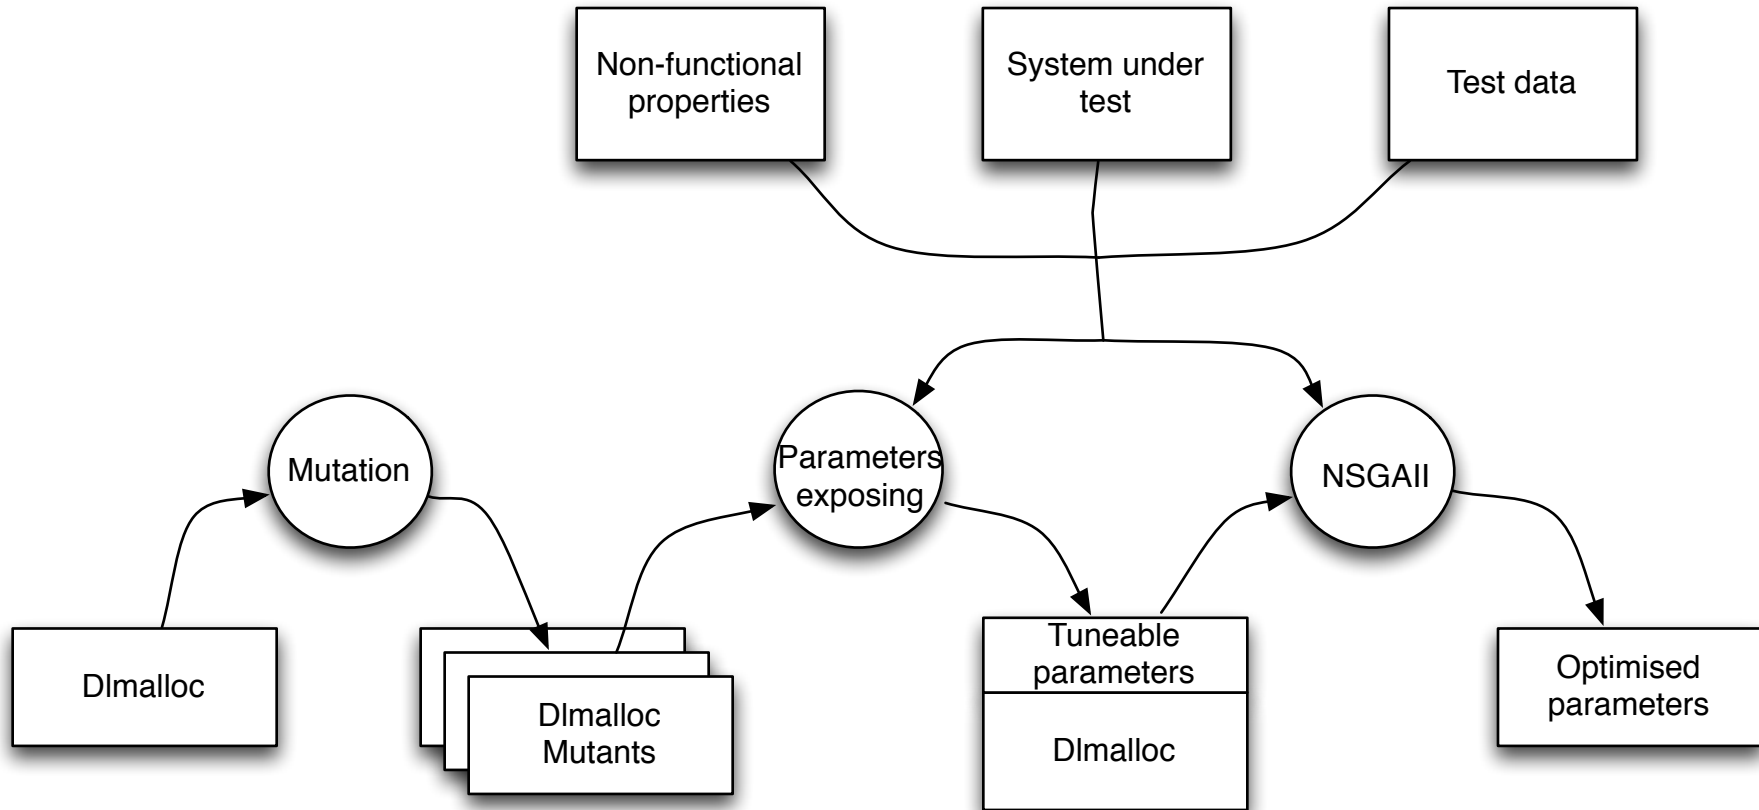 Non-functional
properties
System under
test
Test data
Mutation
Parameters
exposing
NSGAII
Dlmalloc
Dlmalloc
Mutants
Tuneable
parameters
Dlmalloc
Optimised
parameters